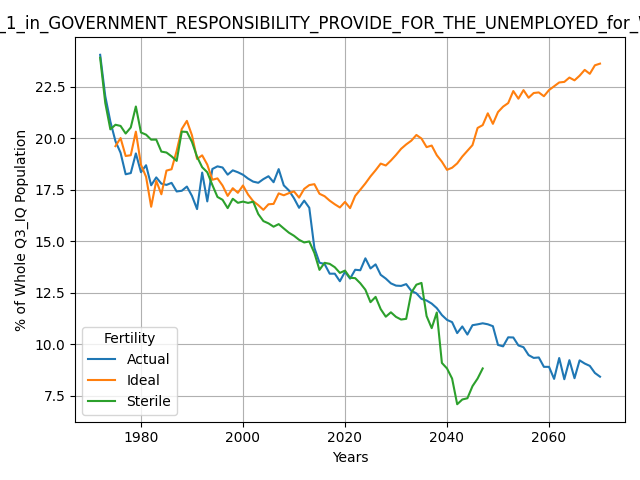 _1_in_GOVERNMENT_RESPONSIBILITY_PROVIDE_FOR_THE_UNEMPLOYED_for_
% of Whole Q3_IQ Population
22.5
20.0
17.5
15.0
12.5
10.0
7.5
Fertility
Actual
Ideal
Sterile
1980 2000 2020 2040 2060
Years